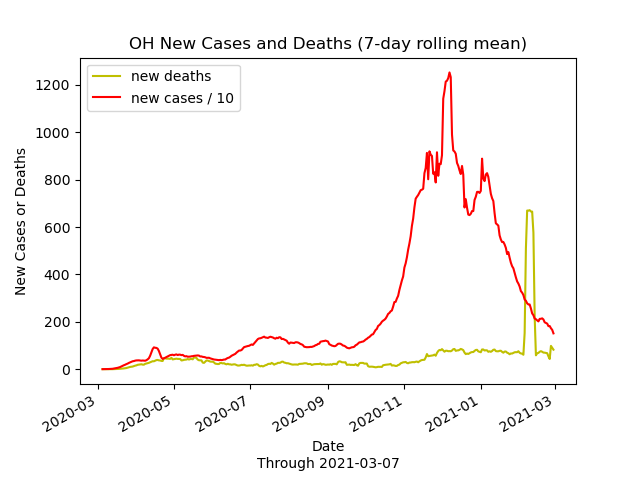 OH New Cases and Deaths (7-day rolling mean)
new deaths
new cases / 10
1200
1000
800
600
400
200
0
New Cases or Deaths
2020-03
2020-05
2020-07
2020-09
2020-11
2021-01
2021-03
Date
Through 2021-03-07